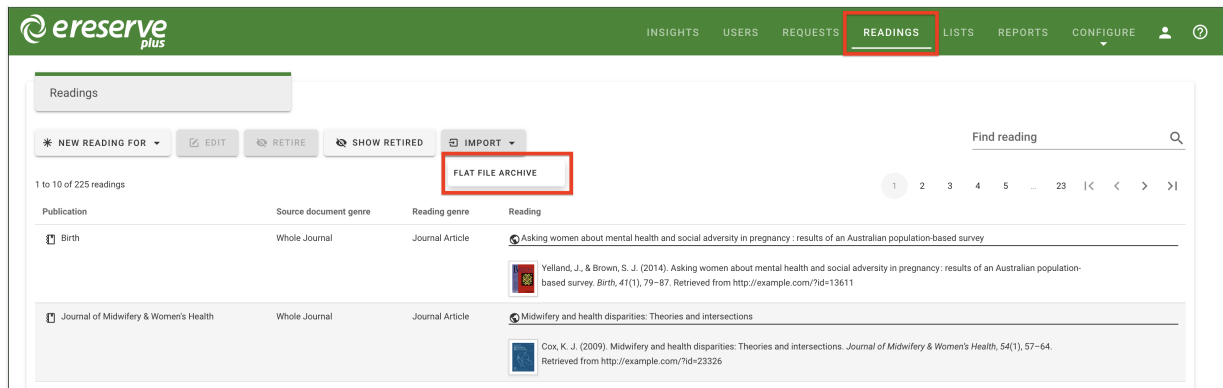 ereserve
plus
INSIGHTS USERS REQUESTS READINGS LISTS REPORTS CONFIGURE
Readings
NEW READING FOR EDIT RETIRE SHOW RETIRED IMPORT Find reading
FLAT FILE ARCHIVE
1 to 10 of 225 readings 1 2 3 4 5 ... 23
Publication Source document genre Reading genre Reading
Birth Whole Journal Journal Article Asking women about mental health and social adversity in pregnancy : results of an Australian population-based survey
Yelland, J., & Brown, S. J. (2014). Asking women about mental health and social adversity in pregnancy : results of an Australian population-
based survey. Birth, 41(1), 79–87. Retrieved from http://example.com/?id=13611
Journal of Midwifery & Women's Health Whole Journal Journal Article Midwifery and health disparities: Theories and intersections
Cox, K. J. (2009). Midwifery and health disparities: Theories and intersections. Journal of Midwifery & Women's Health, 54(1), 57–64.
Retrieved from http://example.com/?id=23326